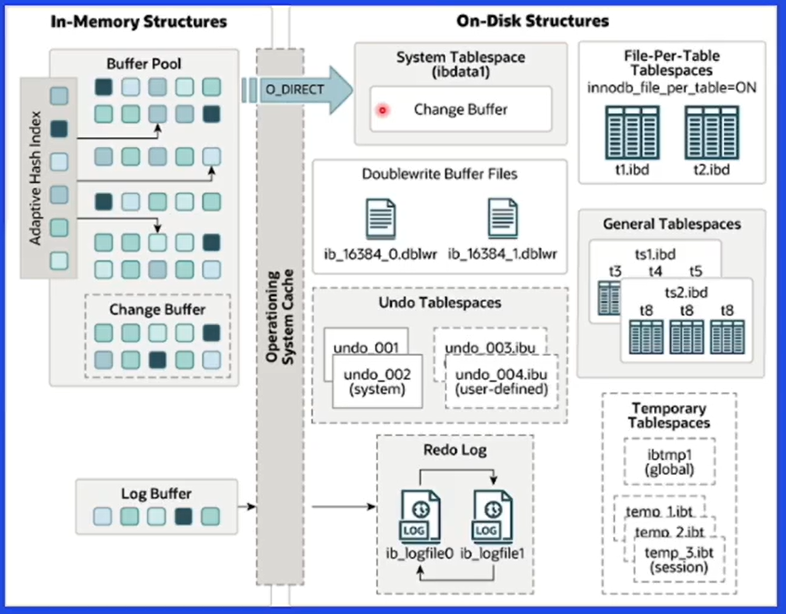 In-Memory Structures
On-Disk Structures
Buffer Pool
Adaptive Hash Index
Change Buffer
Log Buffer
Operationing
System Cache
O_DIRECT
System Tablespace
(ibdata1)
Change Buffer
Doublewrite Buffer Files
ib_16384_0.dblwr
ib_16384_1.dblwr
Undo Tablespaces
undo_001
undo_002
(system)
undo_003.ibu
undo_004.ibu
(user-defined)
Redo Log
LOG
LOG
ib_logfile0
ib_logfile1
File-Per-Table
Tablespaces
innodb_file_per_table=ON
t1.ibd
t2.ibd
General Tablespaces
ts1.ibd
t3 t4 t5
ts2.ibd
t8 t8 t8
Temporary
Tablespaces
ibtmp1
(global)
temp_1.ibt
temp_2.ibt
temp_3.ibt
(session)